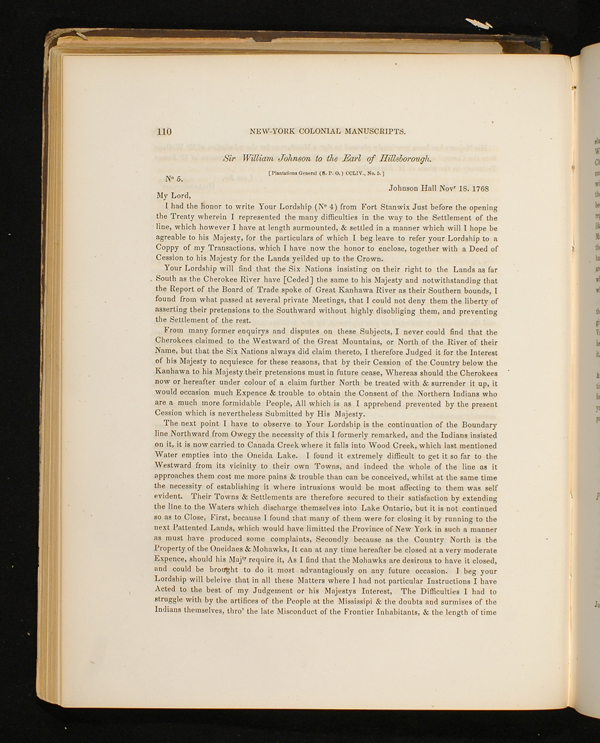 110 NEW-YORK COLONIAL MANUSCRIPTS.
Sir William Johnson to the Earl of Hillsborough.
[ Plantations General ( B. P. O. ) CCLIV., No. 5. ]
Nº 5.
Johnson Hall Novr 18. 1768
My Lord,
I had the honor to write Your Lordship (Nº 4) from Fort Stanwix Just before the opening
the Treaty wherein I represented the many difficulties in the way to the Settlement of the
line, which however I have at length surmounted, & settled in a manner which will I hope be
agreable to his Majesty, for the particulars of which I beg leave to refer your Lordship to a
Coppy of my Transactions, which I have now the honor to enclose, together with a Deed of
Cession to his Majesty for the Lands yeilded up to the Crown.
Your Lordship will find that the Six Nations insisting on their right to the Lands as far
South as the Cherokee River have [Ceded] the same to his Majesty and notwithstanding that
the Report of the Board of Trade spoke of Great Kanhawa River as their Southern bounds, I
found from what passed at several private Meetings, that I could not deny them the liberty of
asserting their pretensions to the Southward without highly disobliging them, and preventing
the Settlement of the rest.
From many former enquirys and disputes on these Subjects, I never could find that the
Cherokees claimed to the Westward of the Great Mountains, or North of the River of their
Name, but that the Six Nations always did claim thereto, I therefore Judged it for the Interest
of his Majesty to acquiesce for these reasons, that by their Cession of the Country below the
Kanhawa to his Majesty their pretensions must in future cease, Whereas should the Cherokees
now or hereafter under colour of a claim further North be treated with & surrender it up, it
would occasion much Expence & trouble to obtain the Consent of the Northern Indians who
are a much more formidable People, All which is as I apprehend prevented by the present
Cession which is nevertheless Submitted by His Majesty.
The next point I have to observe to Your Lordship is the continuation of the Boundary
line Northward from Owegy the necessity of this I formerly remarked, and the Indians insisted
on it, it is now carried to Canada Creek where it falls into Wood Creek, which last mentioned
Water empties into the Oneida Lake. I found it extremely difficult to get it so far to the
Westward from its vicinity to their own Towns, and indeed the whole of the line as it
approaches them cost me more pains & trouble than can be conceived, whilst at the same time
the necessity of establishing it where intrusions would be most affecting to them was self
evident. Their Towns & Settlements are therefore secured to their satisfaction by extending
the line to the Waters which discharge themselves into Lake Ontario, but it is not continued
so as to Close, First, because I found that many of them were for closing it by running to the
next Pattented Lands, which would have limitted the Province of New York in such a manner
as must have produced some complaints, Secondly because as the Country North is the
Property of the Oneidaes & Mohawks, It can at any time hereafter be closed at a very moderate
Expence, should his Majty require it, As I find that the Mohawks are desirous to have it closed,
and could be brought to do it most advantagiously on any future occasion. I beg your
Lordship will beleive that in all these Matters where I had not particular Instructions I have
Acted to the best of my Judgement or his Majestys Interest, The Difficulties I had to
struggle with by the artifices of the People at the Missisipi & the doubts and surmises of the
Indians themselves, thro' the late Misconduct of the Frontier Inhabitants, & the length of time